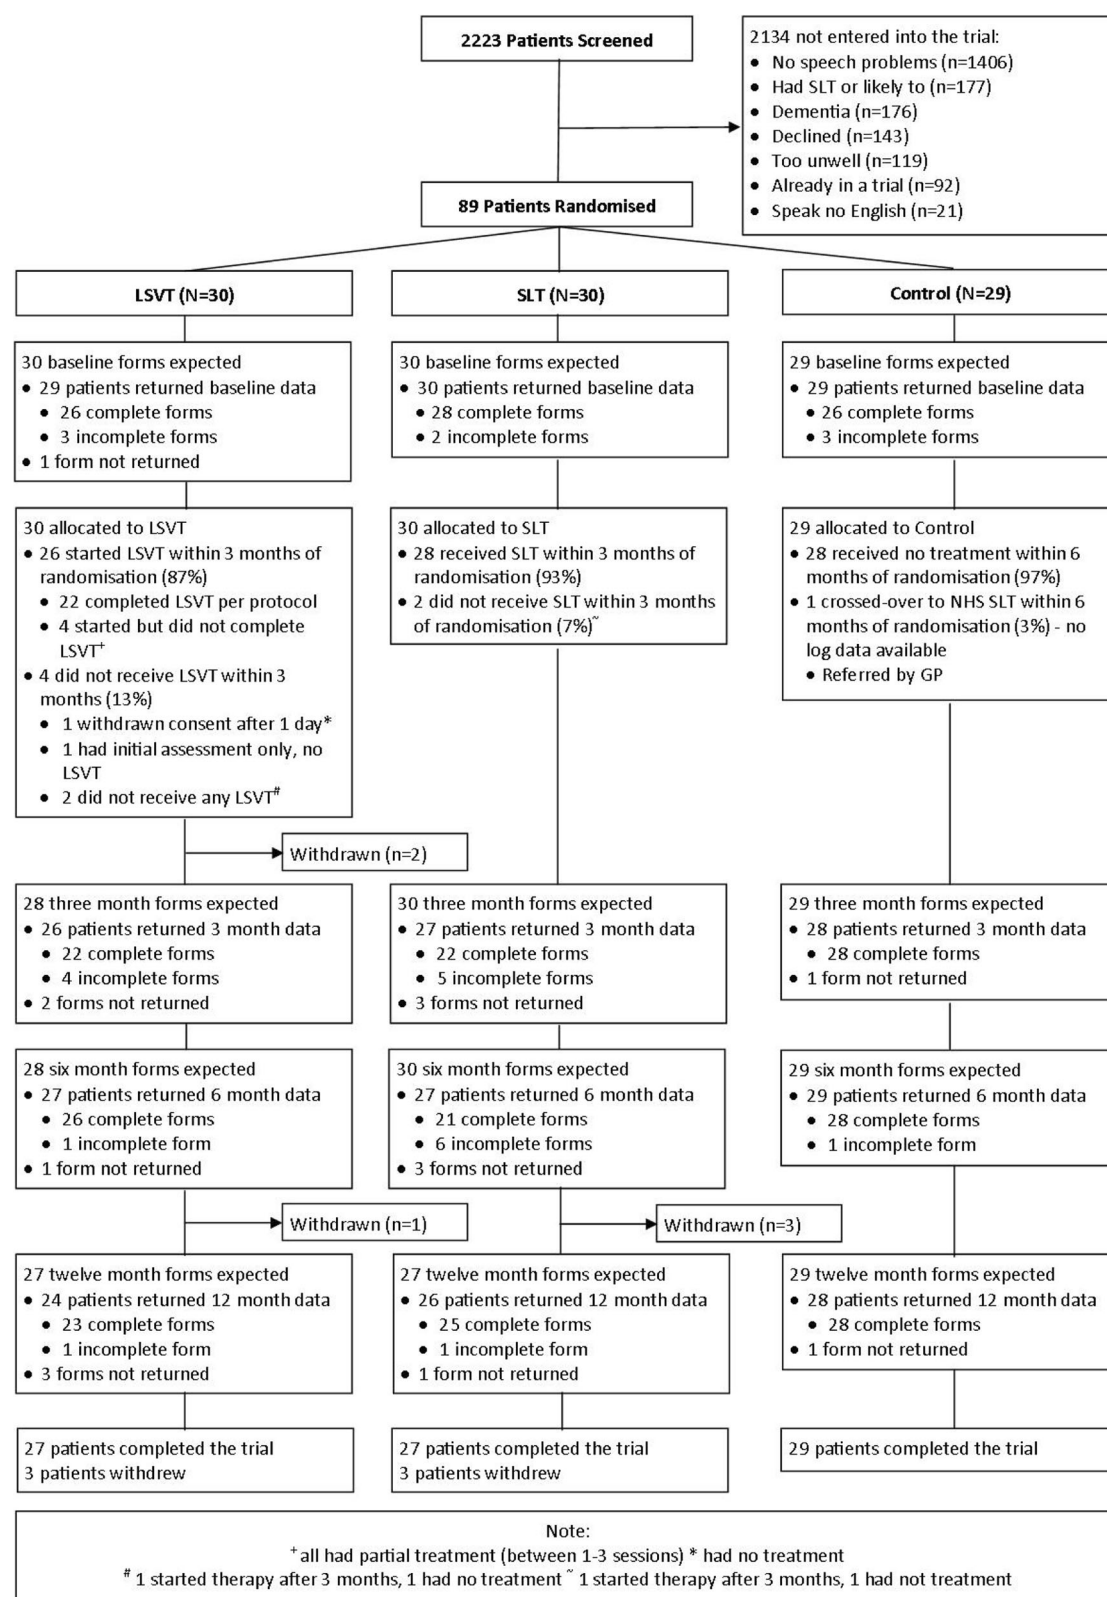 2223 Patients Screened
2134 not entered into the trial:
• No speech problems (n=1406)
• Had SLT or likely to (n=177)
• Dementia (n=176)
• Declined (n=143)
• Too unwell (n=119)
• Already in a trial (n=92)
• Speak no English (n=21)
89 Patients Randomised
LSVT (N=30)
SLT (N=30)
Control (N=29)
30 baseline forms expected
• 29 patients returned baseline data
• 26 complete forms
• 3 incomplete forms
• 1 form not returned
30 baseline forms expected
• 30 patients returned baseline data
• 28 complete forms
• 2 incomplete forms
29 baseline forms expected
• 29 patients returned baseline data
• 26 complete forms
• 3 incomplete forms
30 allocated to LSVT
• 26 started LSVT within 3 months of
randomisation (87%)
• 22 completed LSVT per protocol
• 4 started but did not complete
LSVT⁺
• 4 did not receive LSVT within 3
months (13%)
• 1 withdrawn consent after 1 day*
• 1 had initial assessment only, no
LSVT
• 2 did not receive any LSVT#
30 allocated to SLT
• 28 received SLT within 3 months of
randomisation (93%)
• 2 did not receive SLT within 3 months
of randomisation (7%)~
29 allocated to Control
• 28 received no treatment within 6
months of randomisation (97%)
• 1 crossed-over to NHS SLT within 6
months of randomisation (3%) - no
log data available
• Referred by GP
Withdrawn (n=2)
28 three month forms expected
• 26 patients returned 3 month data
• 22 complete forms
• 4 incomplete forms
• 2 forms not returned
30 three month forms expected
• 27 patients returned 3 month data
• 22 complete forms
• 5 incomplete forms
• 3 forms not returned
29 three month forms expected
• 28 patients returned 3 month data
• 28 complete forms
• 1 form not returned
28 six month forms expected
• 27 patients returned 6 month data
• 26 complete forms
• 1 incomplete form
• 1 form not returned
30 six month forms expected
• 27 patients returned 6 month data
• 21 complete forms
• 6 incomplete forms
• 3 forms not returned
29 six month forms expected
• 29 patients returned 6 month data
• 28 complete forms
• 1 incomplete form
Withdrawn (n=1)
Withdrawn (n=3)
27 twelve month forms expected
• 24 patients returned 12 month data
• 23 complete forms
• 1 incomplete form
• 3 forms not returned
27 twelve month forms expected
• 26 patients returned 12 month data
• 25 complete forms
• 1 incomplete form
• 1 form not returned
29 twelve month forms expected
• 28 patients returned 12 month data
• 28 complete forms
• 1 form not returned
27 patients completed the trial
3 patients withdrew
27 patients completed the trial
3 patients withdrew
29 patients completed the trial
Note:
⁺ all had partial treatment (between 1-3 sessions) * had no treatment
# 1 started therapy after 3 months, 1 had no treatment ~ 1 started therapy after 3 months, 1 had not treatment